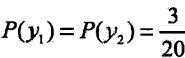 P(y₁) = P(y₂) = 3/20